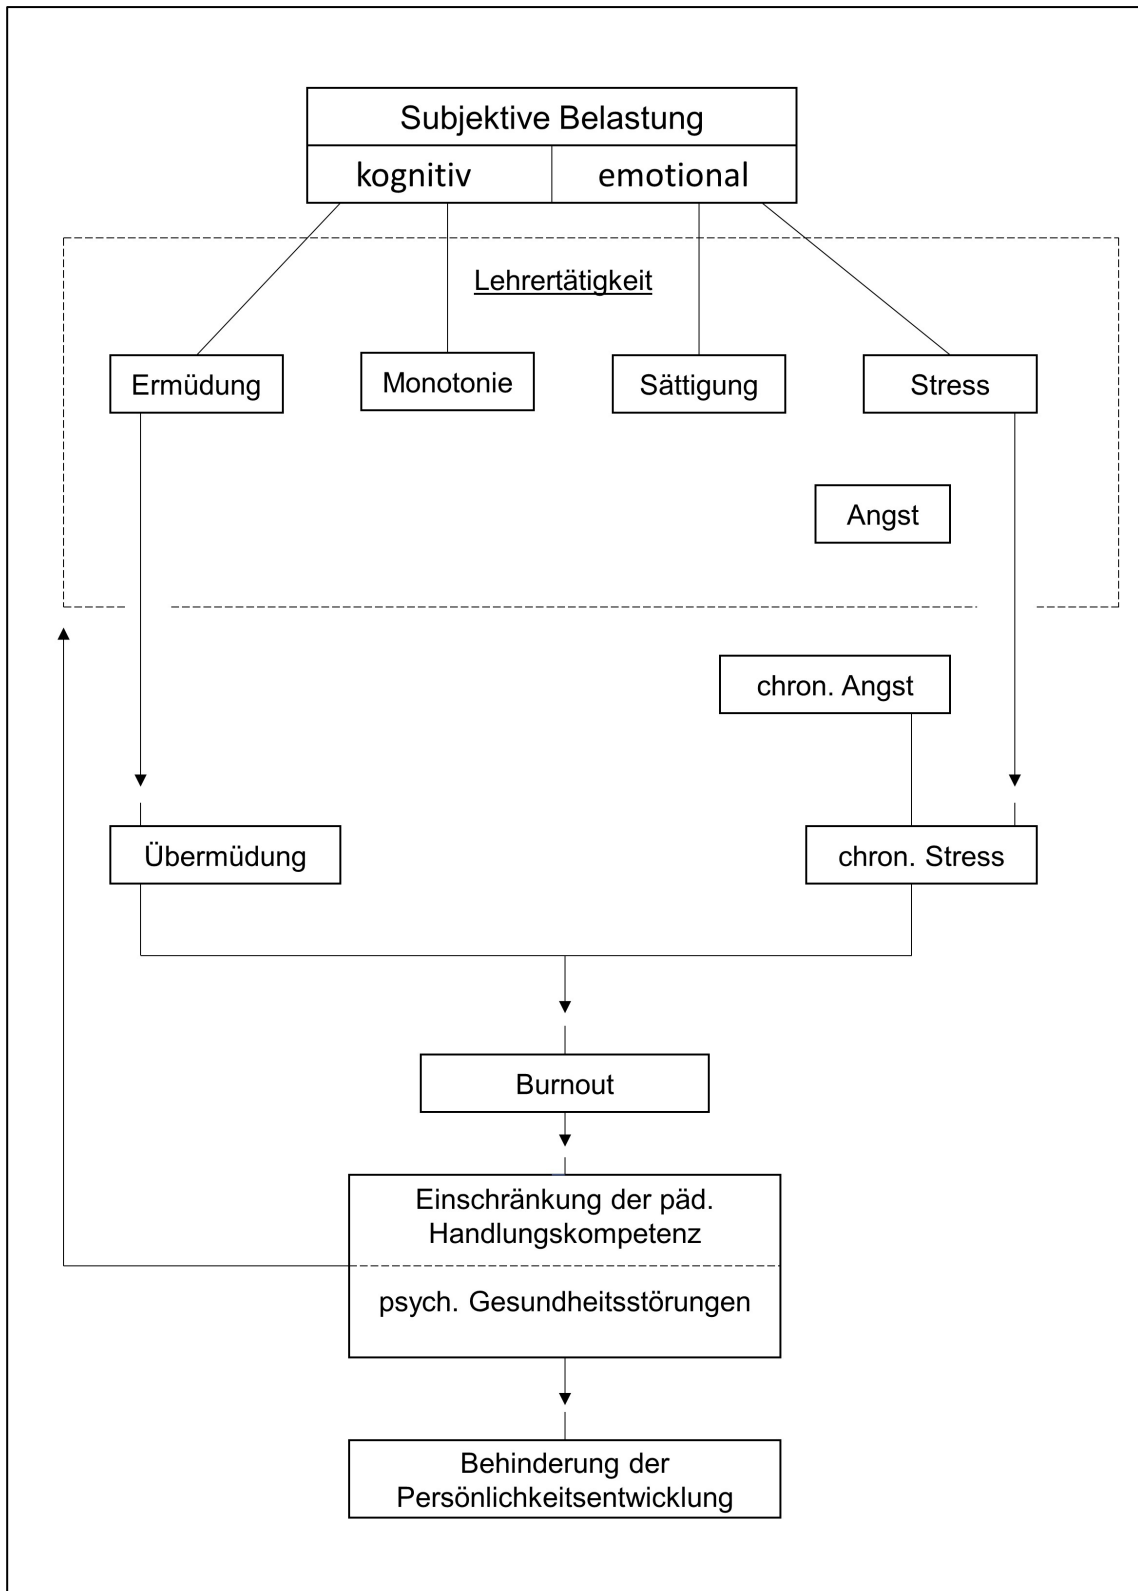 Subjektive Belastung
kognitiv emotional
Lehrertätigkeit
Ermüdung Monotonie Sättigung Stress
Angst
chron. Angst
Übermüdung chron. Stress
Burnout
Einschränkung der päd.
Handlungskompetenz
psych. Gesundheitsstörungen
Behinderung der
Persönlichkeitsentwicklung